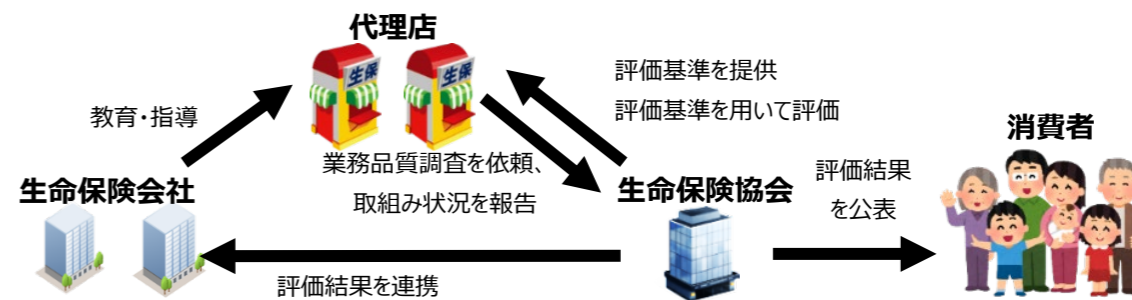 代理店
生保
生保
教育・指導
評価基準を提供
評価基準を用いて評価
業務品質調査を依頼、
取組み状況を報告
消費者
生命保険会社
生命保険協会
評価結果
を公表
評価結果を連携